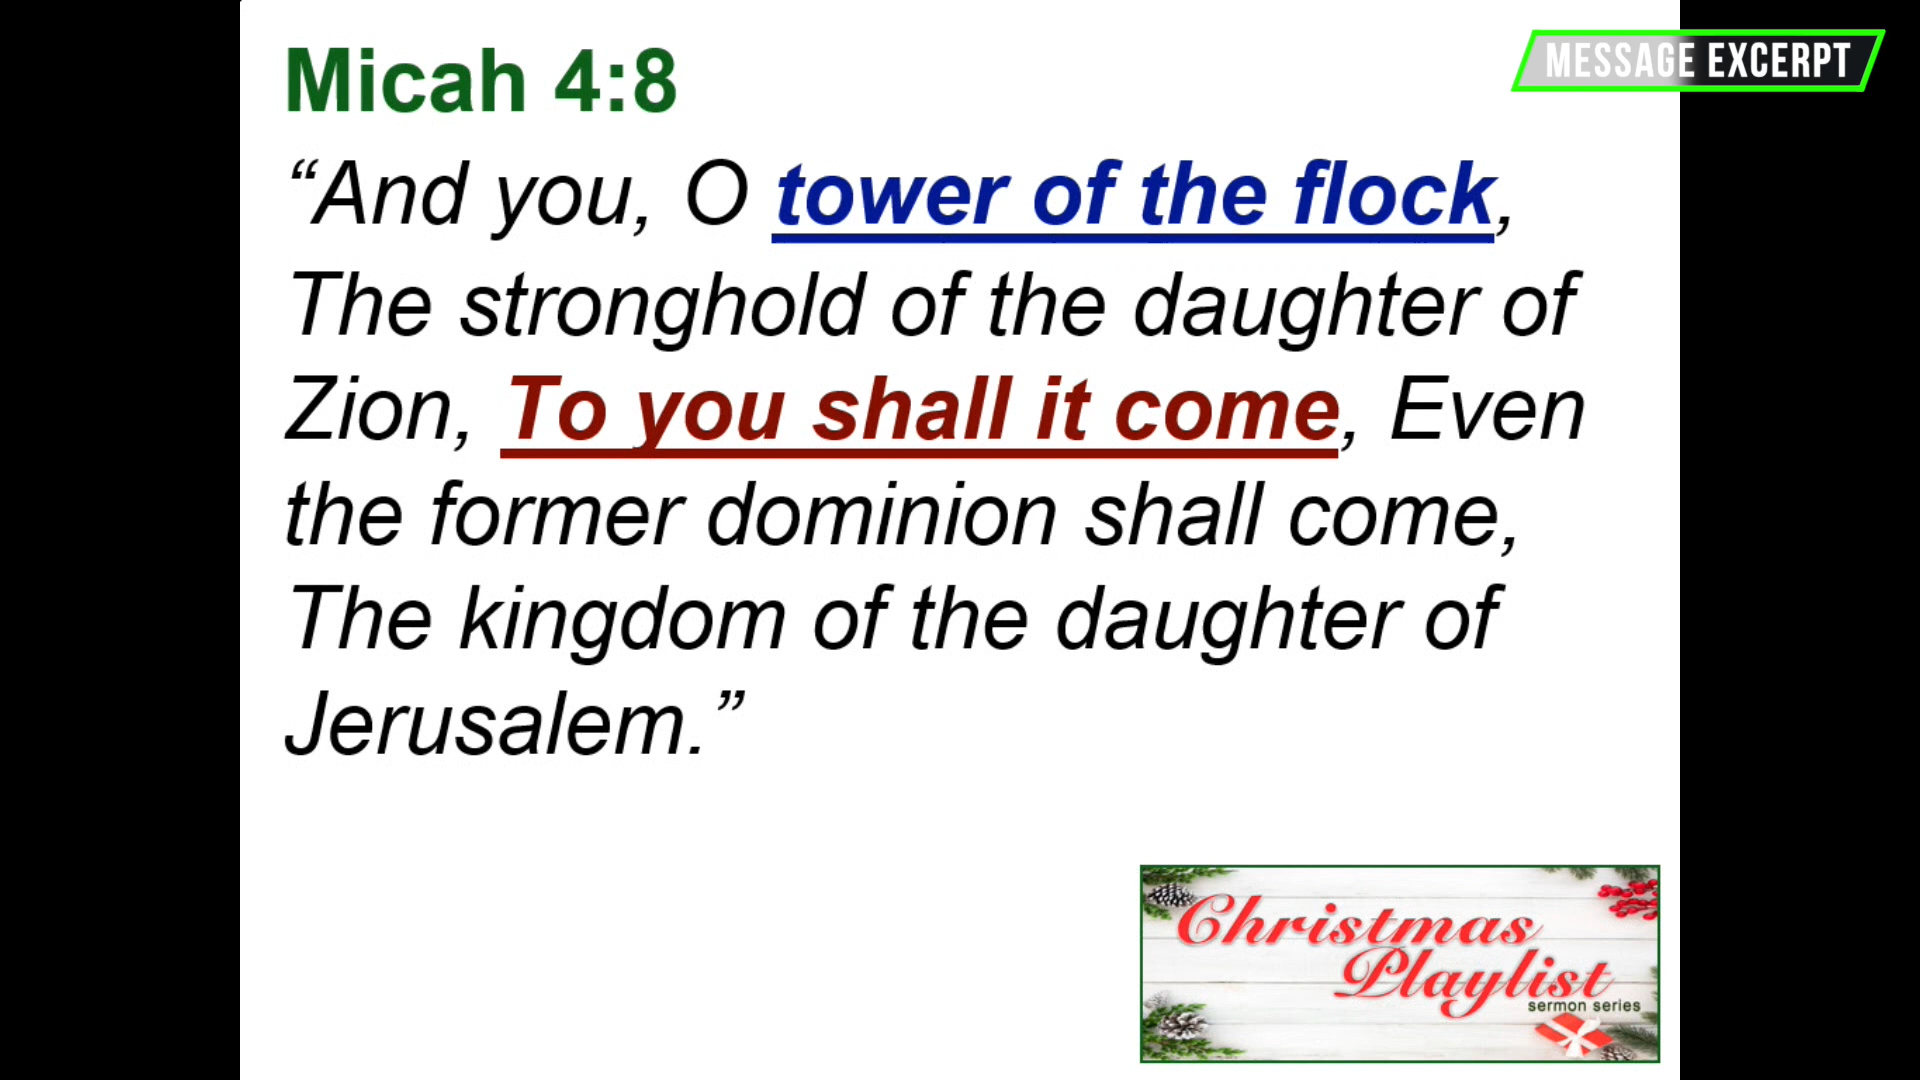 Micah 4:8
MESSAGE EXCERPT
“And you, O tower of the flock,
The stronghold of the daughter of
Zion, To you shall it come, Even
the former dominion shall come,
The kingdom of the daughter of
Jerusalem.”
Christmas
Playlist
sermon series